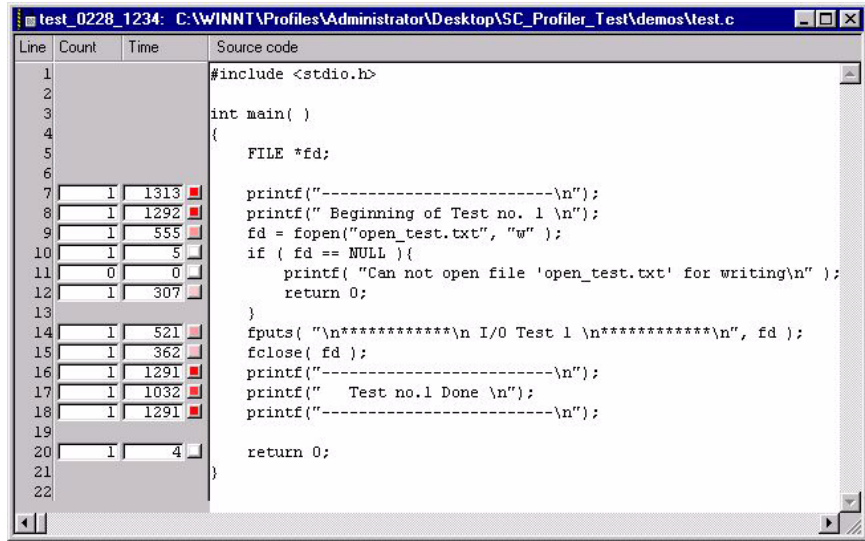 test_0228_1234: C:\WINNT\Profiles\Administrator\Desktop\SC_Profiler_Test\demos\test.c
Line Count Time Source code
1 #include <stdio.h>
2
3 int main( )
4 {
5 FILE *fd;
6
7 1 1313 printf("-------------------------\n");
8 1 1292 printf(" Beginning of Test no. 1 \n");
9 1 555 fd = fopen("open_test.txt", "w" );
10 1 5 if ( fd == NULL ){
11 0 0 printf( "Can not open file 'open_test.txt' for writing\n" );
12 1 307 return 0;
13 }
14 1 521 fputs( "\n************\n I/O Test 1 \n************\n", fd );
15 1 362 fclose( fd );
16 1 1291 printf("-------------------------\n");
17 1 1032 printf("   Test no.1 Done \n");
18 1 1291 printf("-------------------------\n");
19
20 1 4 return 0;
21 }
22